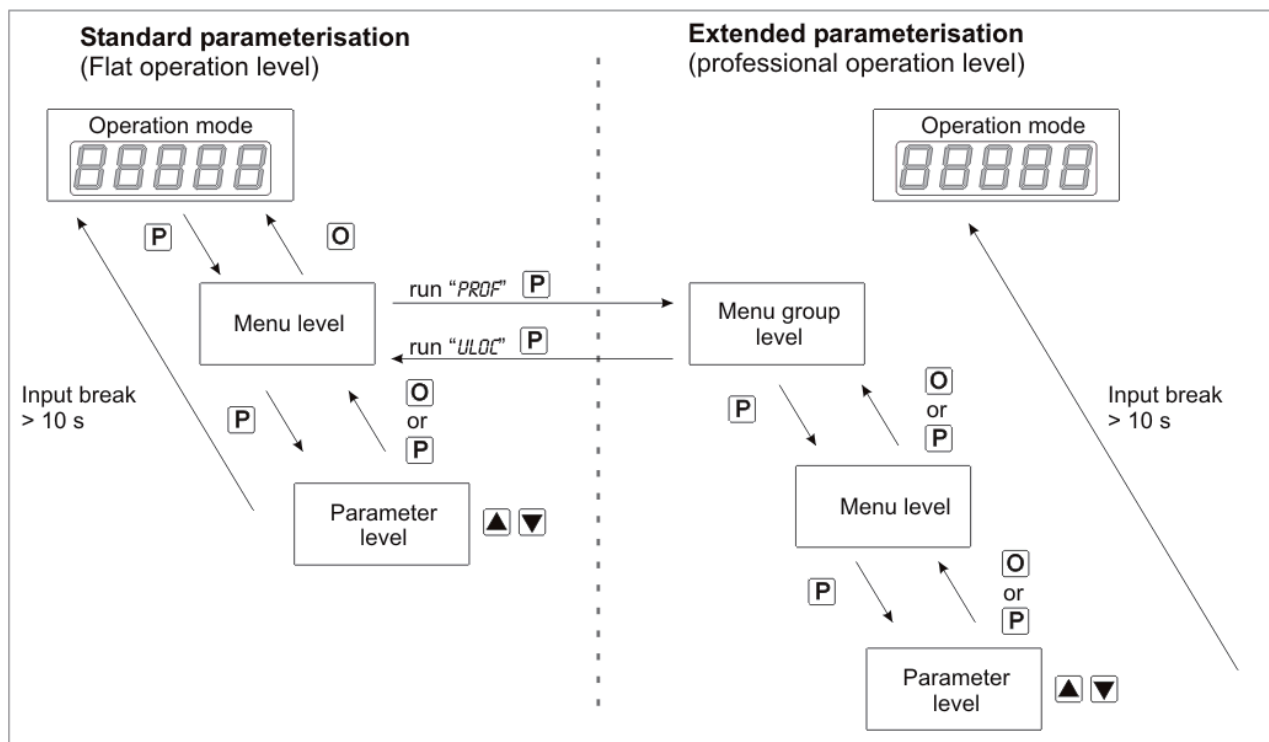 Standard parameterisation
(Flat operation level)
Operation mode
88888
P
O
Menu level
run “PROF” P
run “ULOC” P
Input break
> 10 s
P
O
or
P
Parameter
level
▲ ▼
Extended parameterisation
(professional operation level)
Operation mode
88888
Menu group
level
P
O
or
P
Input break
> 10 s
Menu level
P
O
or
P
Parameter
level
▲ ▼